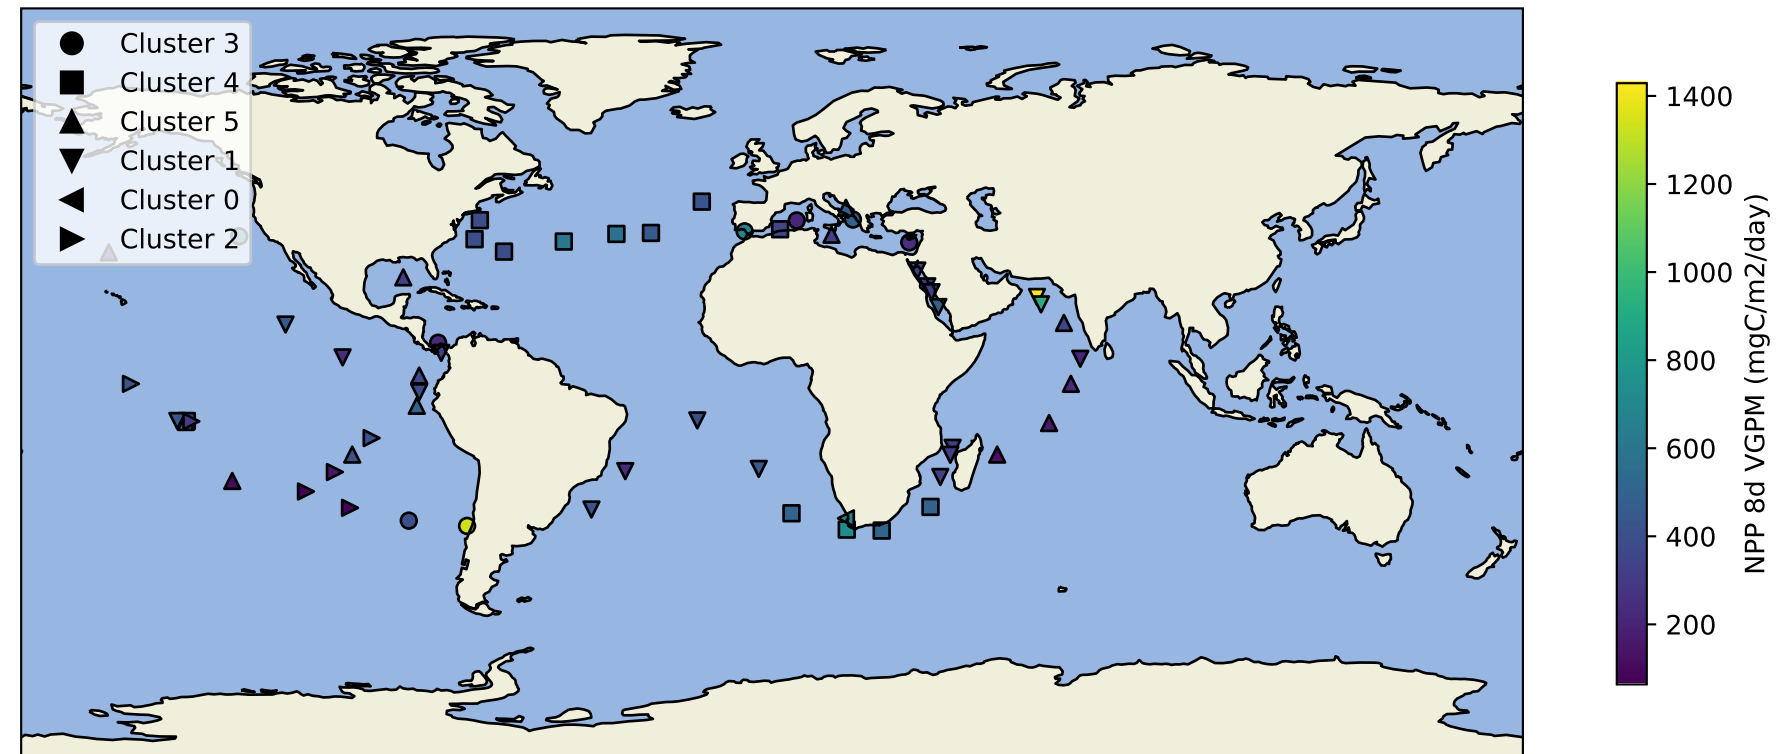 Cluster 3
Cluster 4
Cluster 5
Cluster 1
Cluster 0
Cluster 2
1400
1200
1000
800
600
400
200
NPP 8d VGPM (mgC/m2/day)